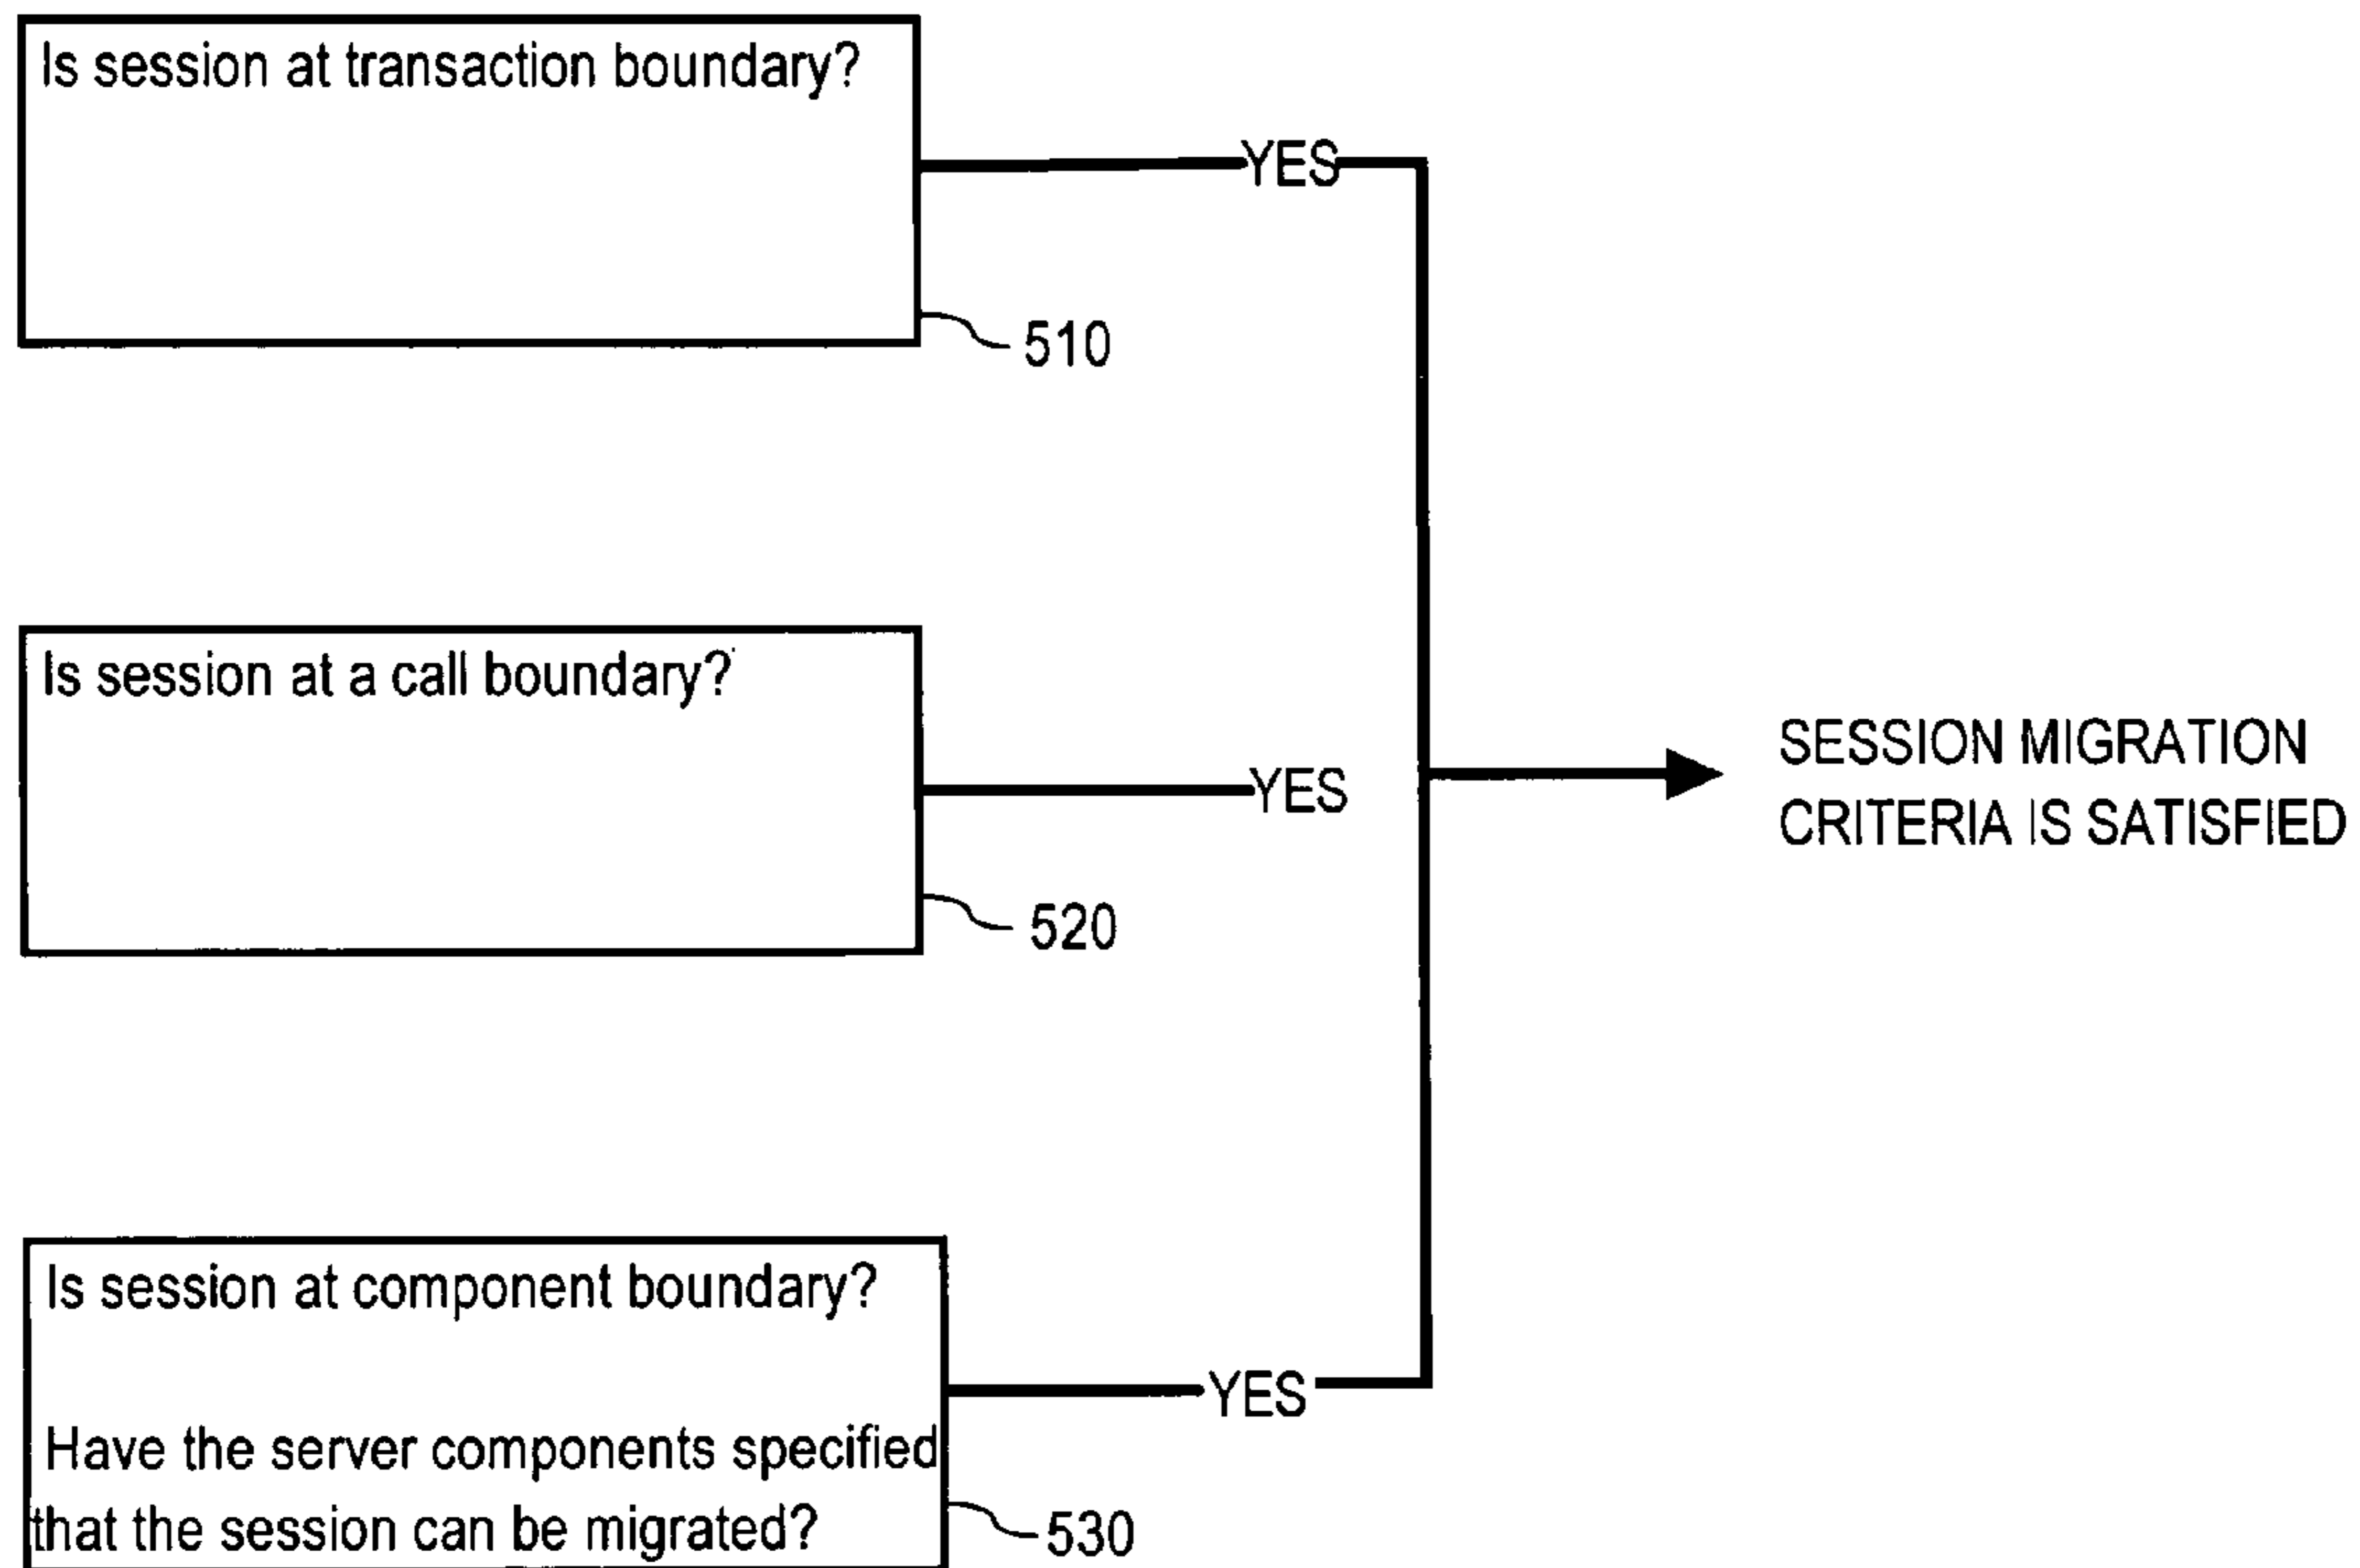 Is session at transaction boundary?
YES
510
Is session at a call boundary?
YES
520
SESSION MIGRATION
CRITERIA IS SATISFIED
Is session at component boundary?
YES
Have the server components specified
that the session can be migrated?
530